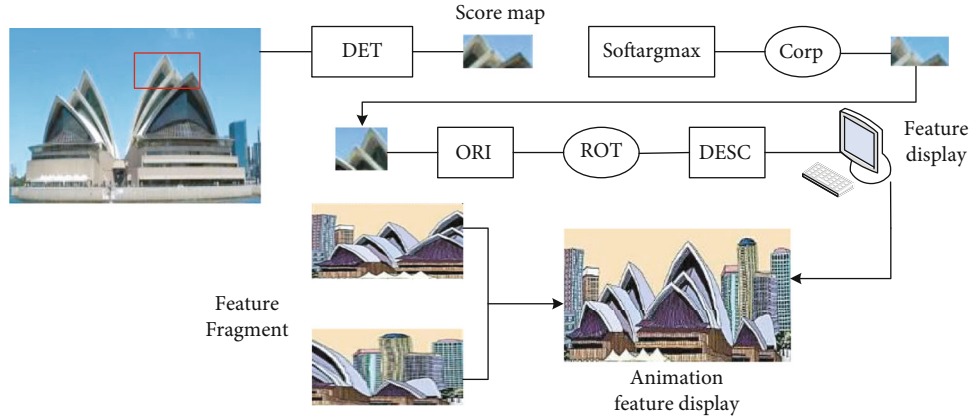 Score map
DET
Softargmax
Corp
ORI
ROT
DESC
Feature
display
Feature
Fragment
Animation
feature display